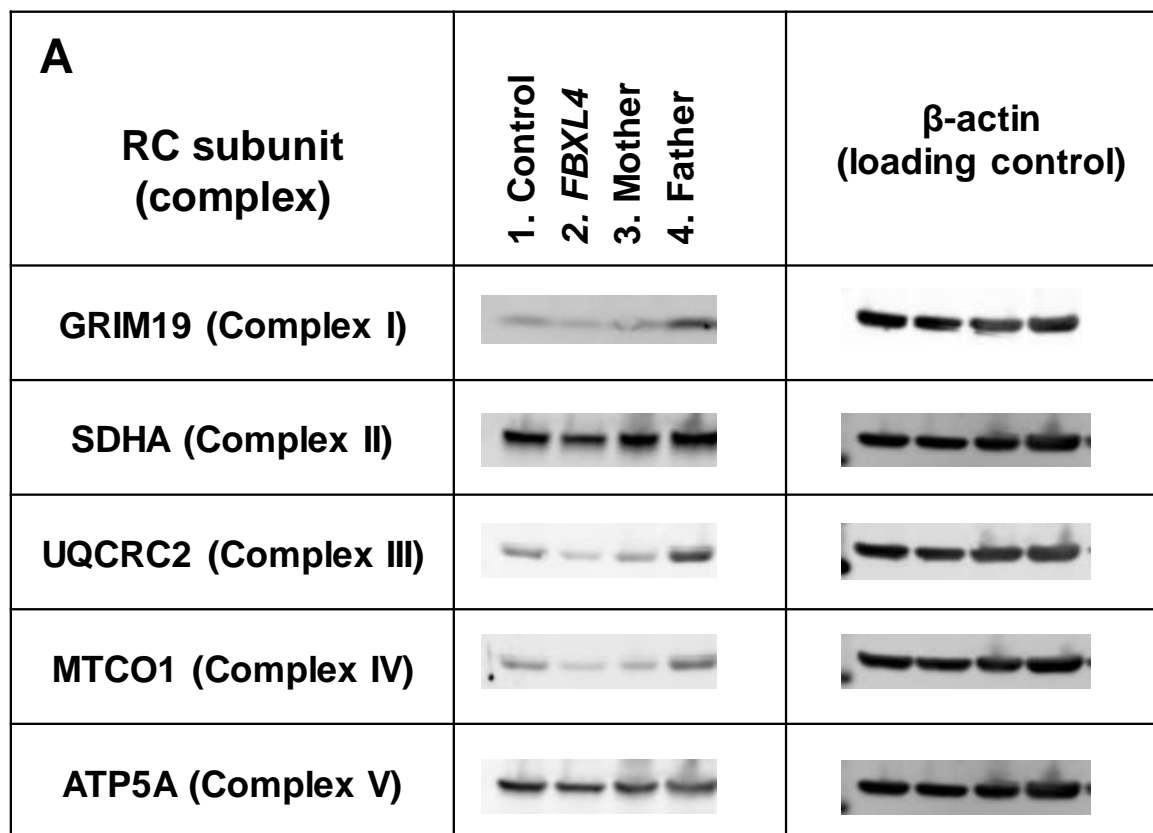 A
RC subunit
(complex)
1. Control
2. FBXL4
3. Mother
4. Father
β-actin
(loading control)
GRIM19 (Complex I)
SDHA (Complex II)
UQCRC2 (Complex III)
MTCO1 (Complex IV)
ATP5A (Complex V)